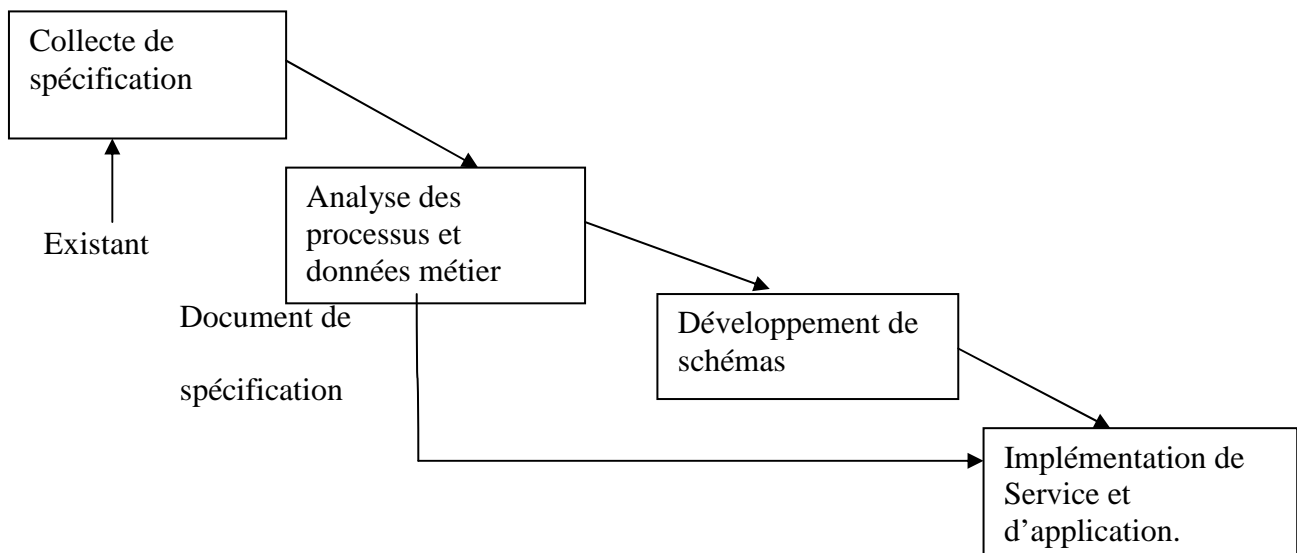 Collecte de
spécification
Existant
Analyse des
processus et
données métier
Document de
spécification
Développement de
schémas
Implémentation de
Service et
d’application.